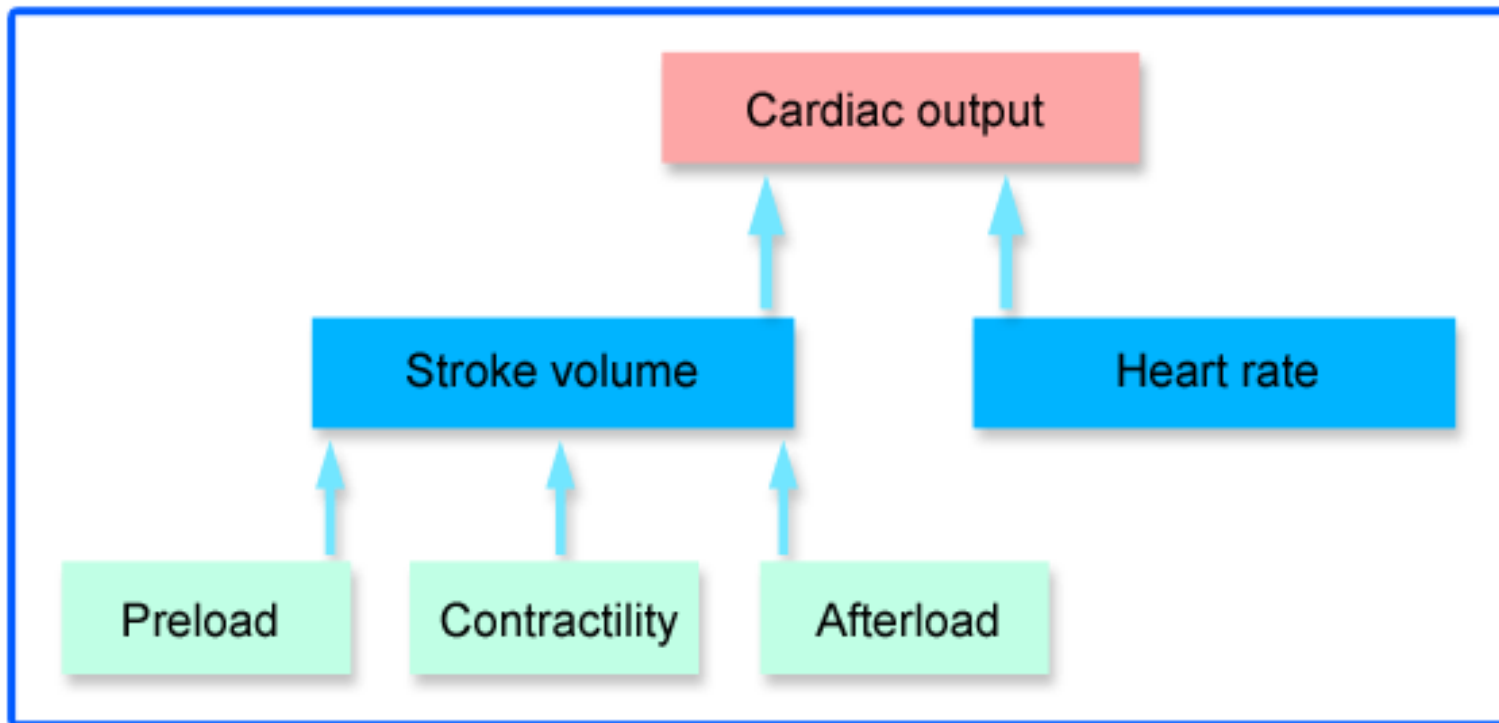 Cardiac output
Stroke volume
Heart rate
Preload
Contractility
Afterload